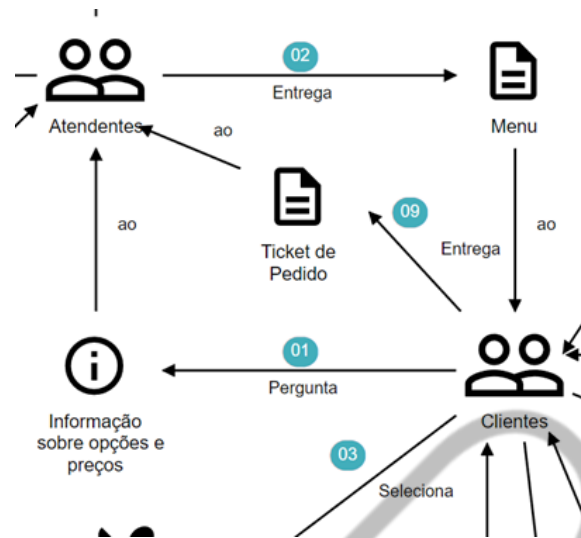 02
Entrega
Atendentes
Menu
ao
ao
ao
Ticket de
Pedido
09
Entrega
01
Pergunta
Informação
sobre opções e
preços
Clientes
03
Seleciona